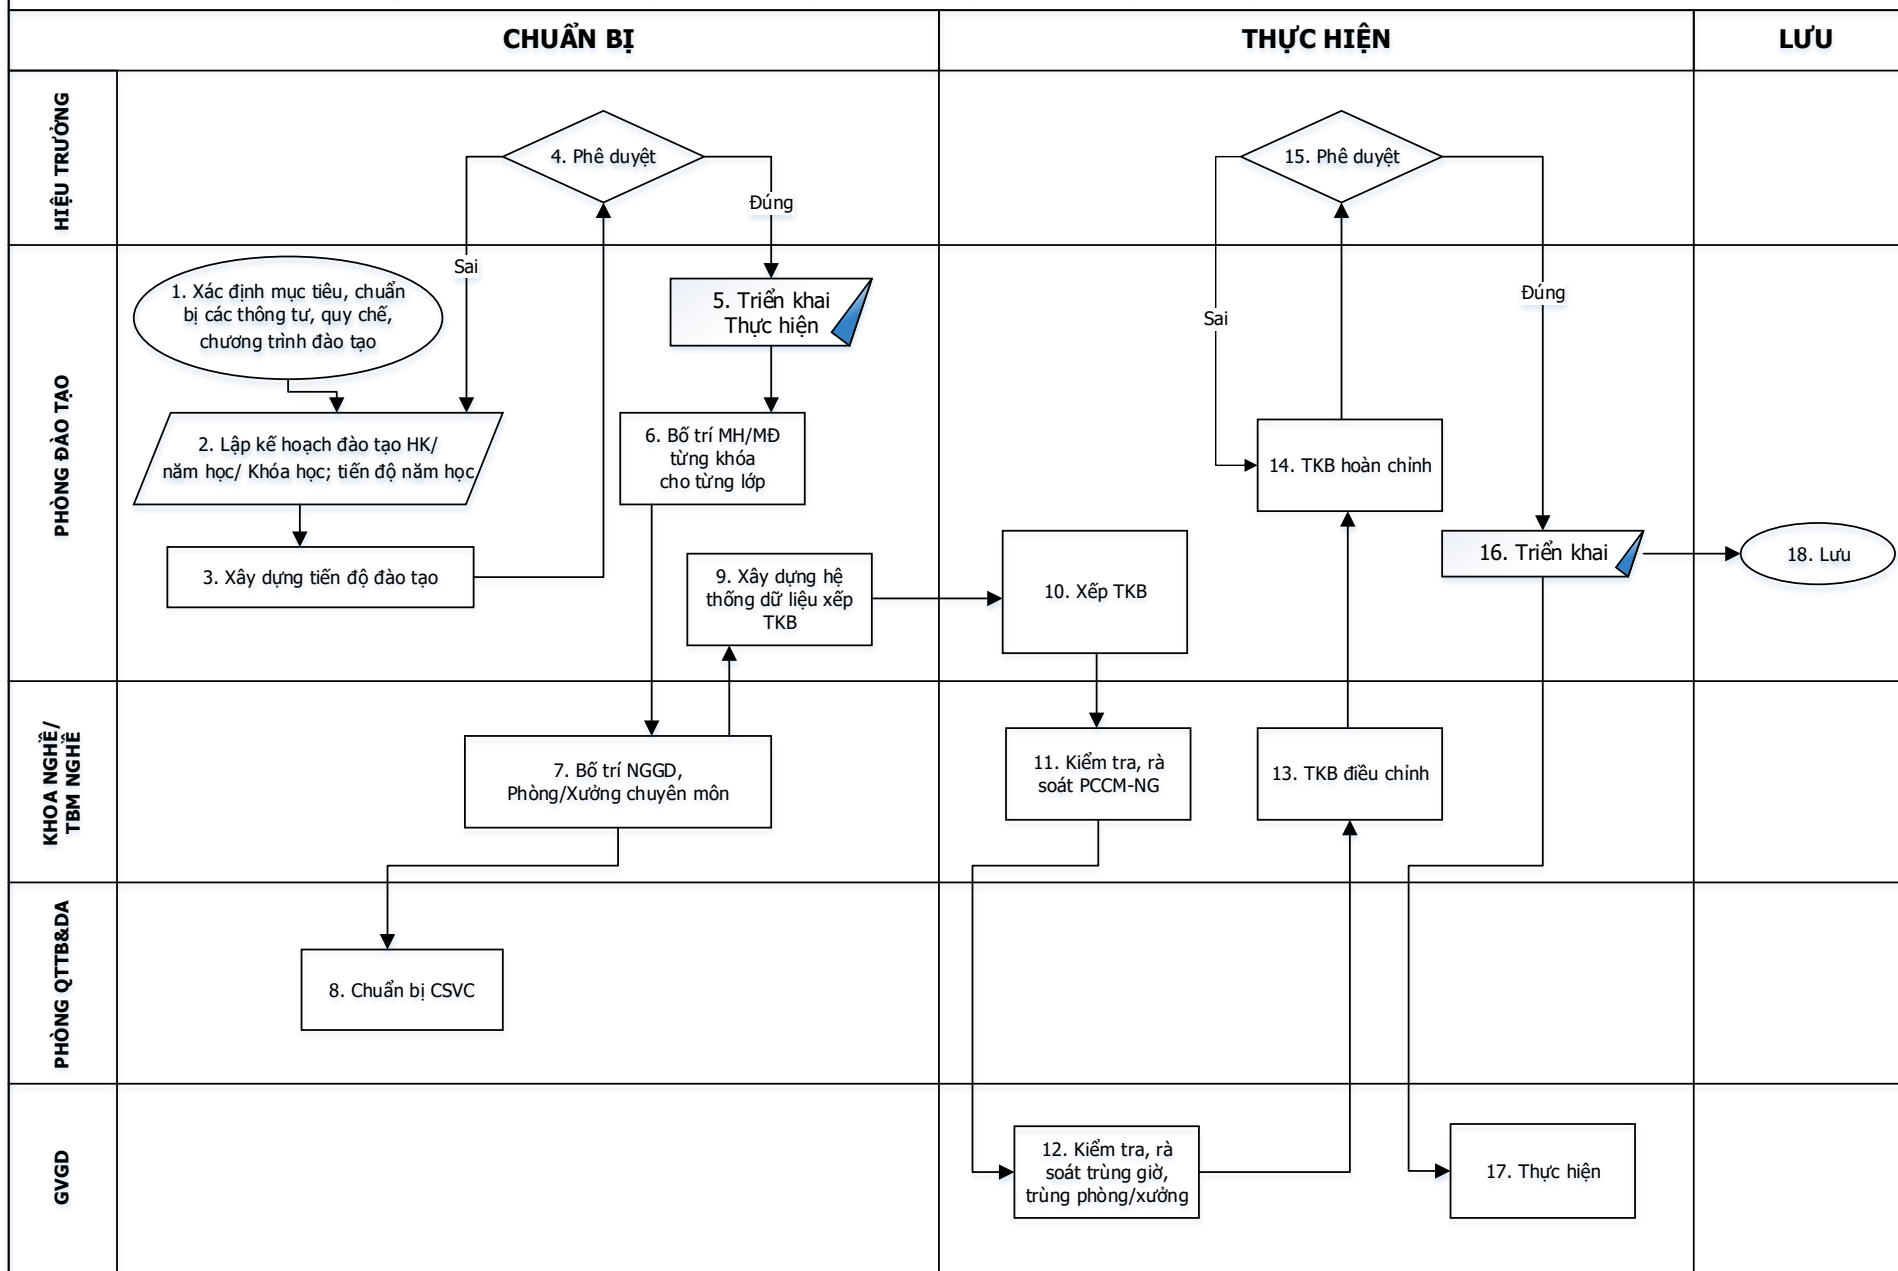 CHUẨN BỊ
THỰC HIỆN
LƯU
HIỆU TRƯỞNG
4. Phê duyệt
Đúng
Sai
15. Phê duyệt
PHÒNG ĐÀO TẠO
1. Xác định mục tiêu, chuẩn
bị các thông tư, quy chế,
chương trình đào tạo
2. Lập kế hoạch đào tạo HK/
năm học/ Khóa học; tiến độ năm học
3. Xây dựng tiến độ đào tạo
5. Triển khai
Thực hiện
6. Bố trí MH/MĐ
từng khóa
cho từng lớp
9. Xây dựng hệ
thống dữ liệu xếp
TKB
10. Xếp TKB
Sai
Đúng
14. TKB hoàn chỉnh
16. Triển khai
18. Lưu
KHOA NGHỀ/
TBM NGHỀ
7. Bố trí NGGD,
Phòng/Xưởng chuyên môn
11. Kiểm tra, rà
soát PCCM-NG
13. TKB điều chỉnh
PHÒNG QTTB&DA
8. Chuẩn bị CSVC
GVGD
12. Kiểm tra, rà
soát trùng giờ,
trùng phòng/xưởng
17. Thực hiện